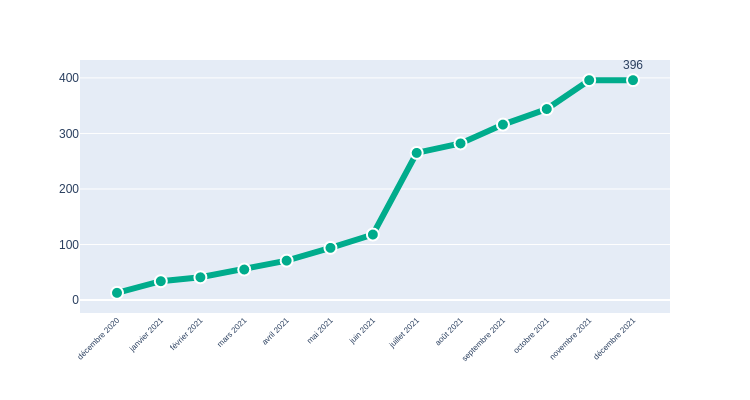 396
400
300
200
100
0
décembre 2020
janvier 2021
février 2021
mars 2021
avril 2021
mai 2021
juin 2021
juillet 2021
août 2021
septembre 2021
octobre 2021
novembre 2021
décembre 2021